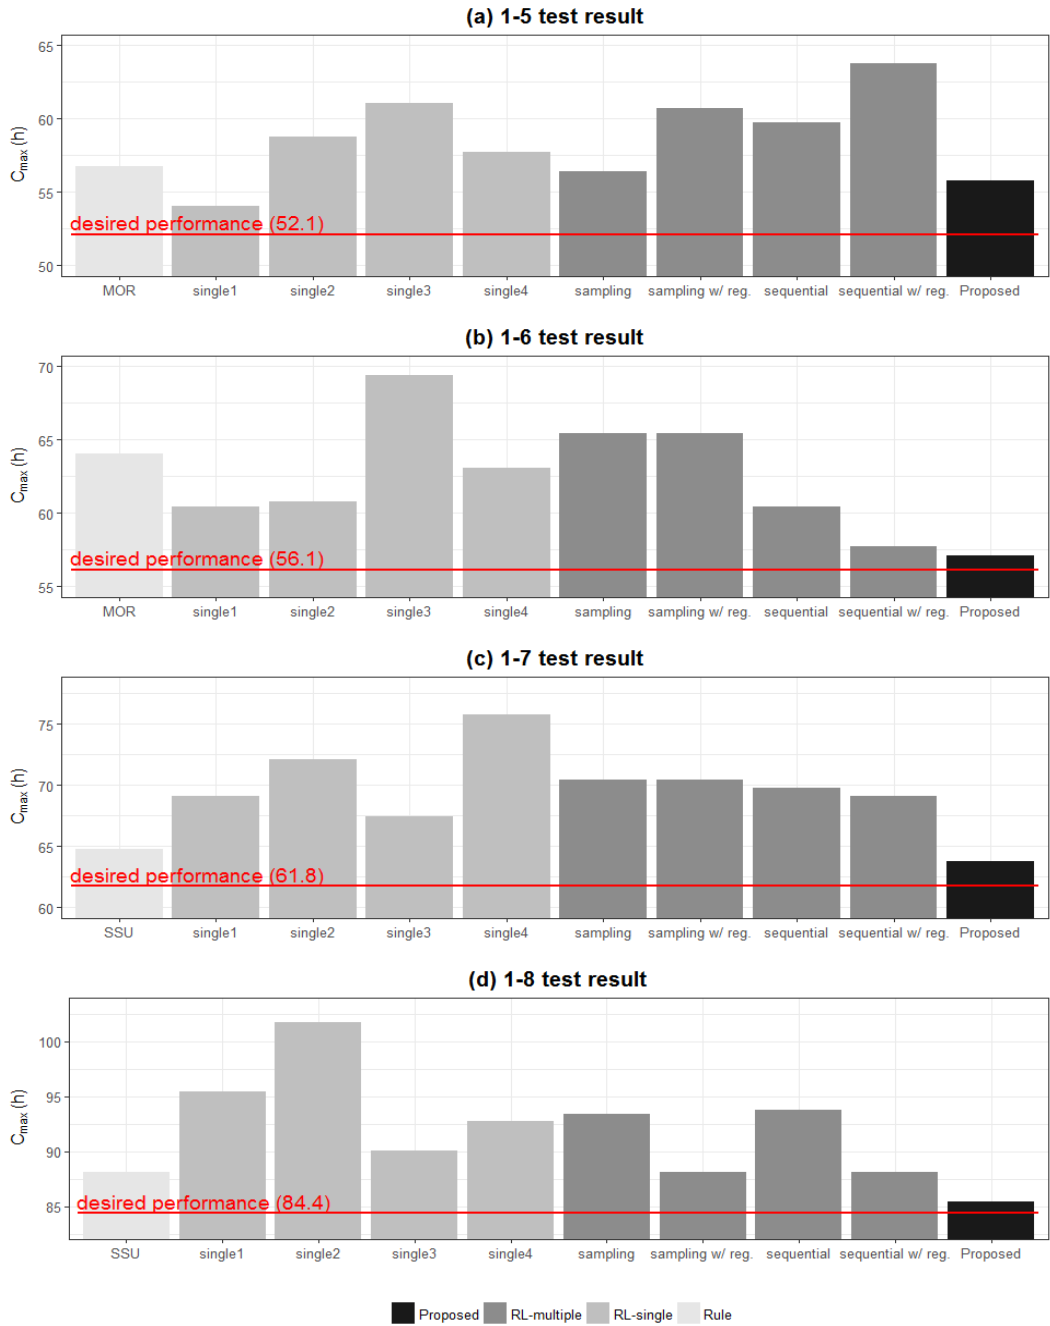 (a) 1-5 test result
65
60
55
50
Cmax (h)
desired performance (52.1)
MOR single1 single2 single3 single4 sampling sampling w/ reg. sequential sequential w/ reg. Proposed
(b) 1-6 test result
70
65
60
55
Cmax (h)
desired performance (56.1)
MOR single1 single2 single3 single4 sampling sampling w/ reg. sequential sequential w/ reg. Proposed
(c) 1-7 test result
75
70
65
60
Cmax (h)
desired performance (61.8)
SSU single1 single2 single3 single4 sampling sampling w/ reg. sequential sequential w/ reg. Proposed
(d) 1-8 test result
100
95
90
85
Cmax (h)
desired performance (84.4)
SSU single1 single2 single3 single4 sampling sampling w/ reg. sequential sequential w/ reg. Proposed
Proposed RL-multiple RL-single Rule